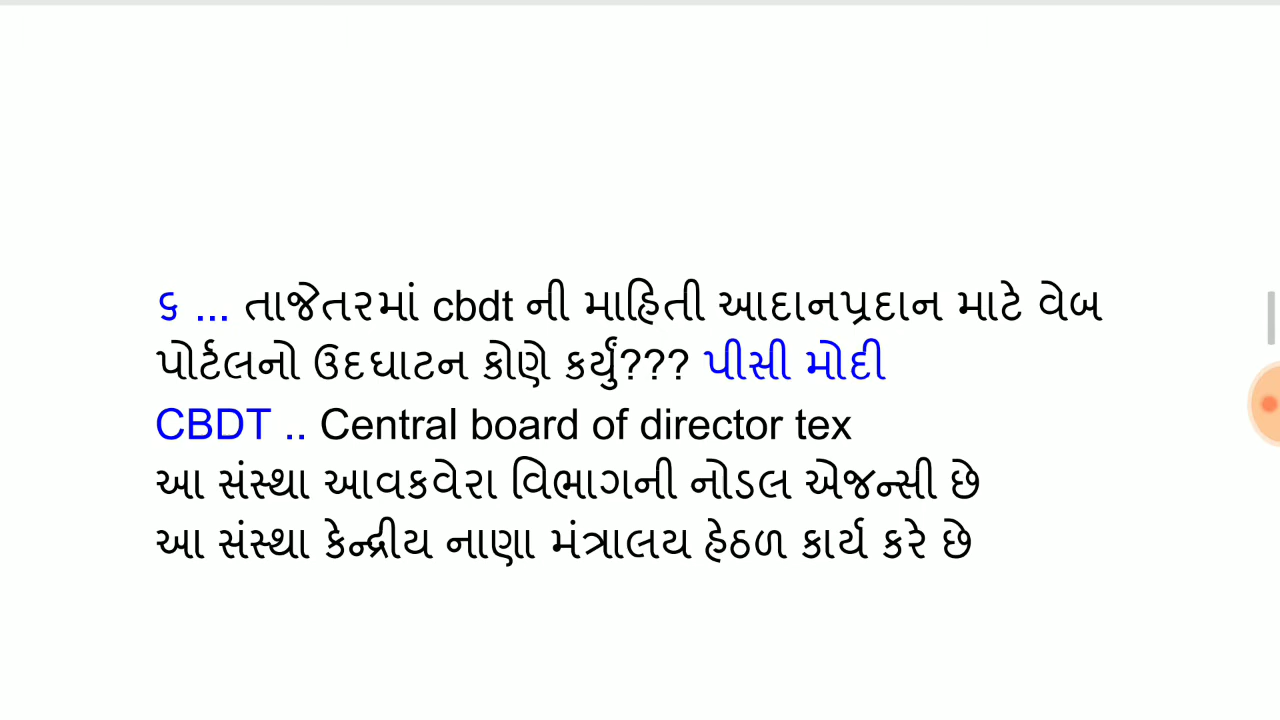 ૬ ... તાજેતરમાં cbdt ની માહિતી આદાનપ્રદાન માટે વેબ
પોર્ટલનો ઉદઘાટન કોણે કર્યું??? પીસી મોદી
CBDT .. Central board of director tex
આ સંસ્થા આવકવેરા વિભાગની નોડલ એજન્સી છે
આ સંસ્થા કેન્દ્રીય નાણા મંત્રાલય હેઠળ કાર્ય કરે છે